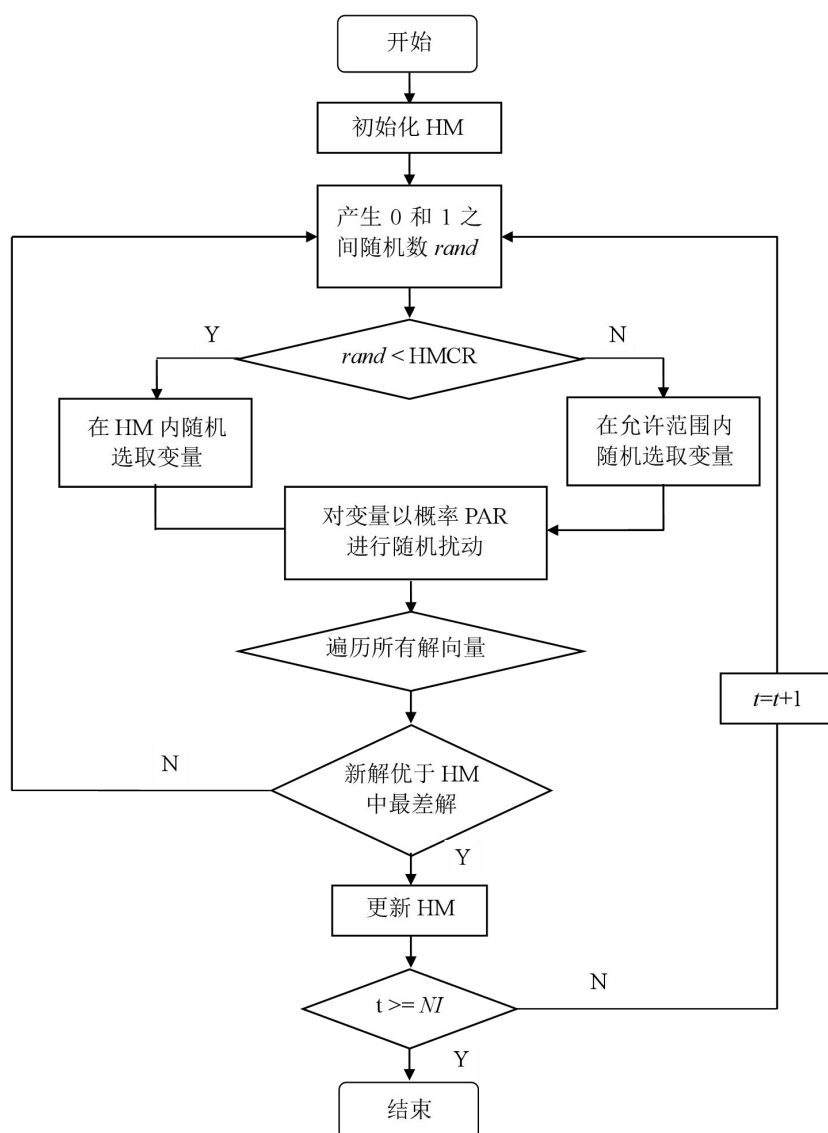 开始
初始化 HM
产生 0 和 1 之
间随机数 rand
Y
N
rand < HMCR
在 HM 内随机
选取变量
在允许范围内
随机选取变量
对变量以概率 PAR
进行随机扰动
遍历所有解向量
t=t+1
N
新解优于 HM
中最差解
Y
更新 HM
t >= NI
N
Y
结束